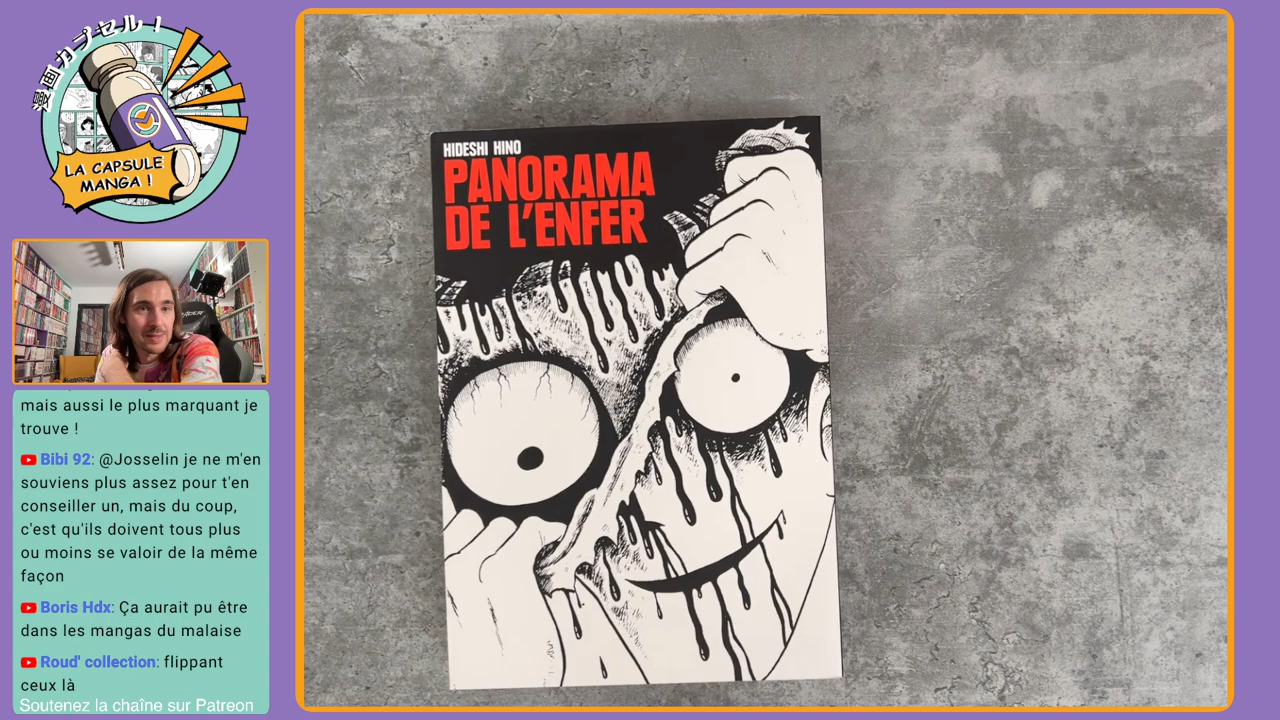 漫画カプセル！
LA CAPSULE
MANGA !
HIDESHI HINO
PANORAMA
DE L'ENFER
mais aussi le plus marquant je
trouve !
Bibi 92: @Josselin je ne m'en
souviens plus assez pour t'en
conseiller un, mais du coup,
c'est qu'ils doivent tous plus
ou moins se valoir de la même
façon
Boris Hdx: Ça aurait pu être
dans les mangas du malaise
Roud' collection: flippant
ceux là
Soutenez la chaîne sur Patreon